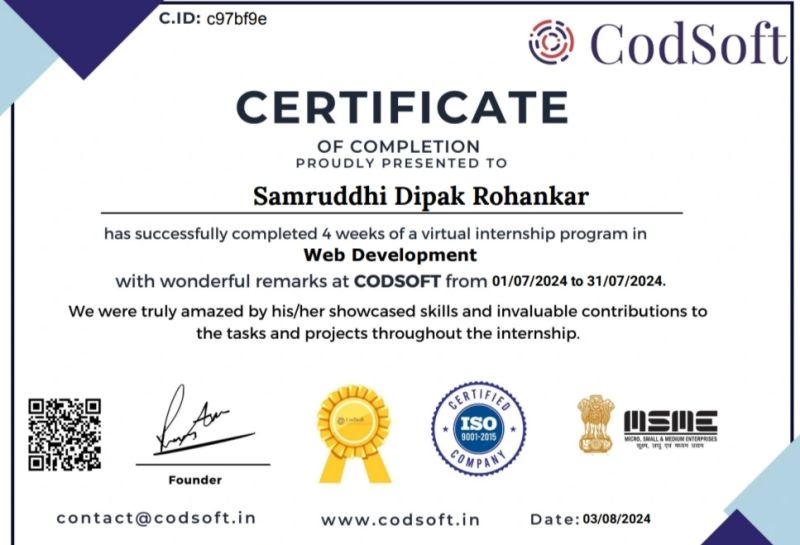 C.ID: c97bf9e
CodSoft
CERTIFICATE
OF COMPLETION
PROUDLY PRESENTED TO
Samruddhi Dipak Rohankar
has successfully completed 4 weeks of a virtual internship program in
Web Development
with wonderful remarks at CODSOFT from 01/07/2024 to 31/07/2024.
We were truly amazed by his/her showcased skills and invaluable contributions to
the tasks and projects throughout the internship.
CodSoft
CERTIFIED
ISO
9001-2015
COMPANY
MSME
MICRO, SMALL & MEDIUM ENTERPRISES
सूक्ष्म, लघु एवं मध्यम उद्यम
Founder
contact@codsoft.in
www.codsoft.in
Date: 03/08/2024